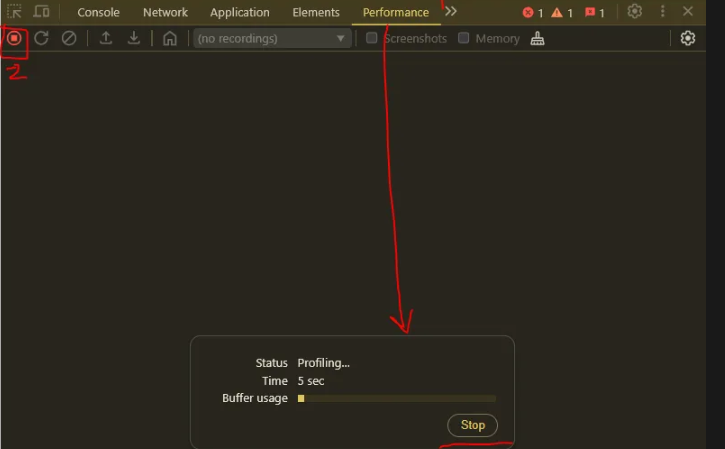 Console Network Application Elements Performance 1 1 1
(no recordings) Screenshots Memory
2
Status Profiling...
Time 5 sec
Buffer usage
Stop